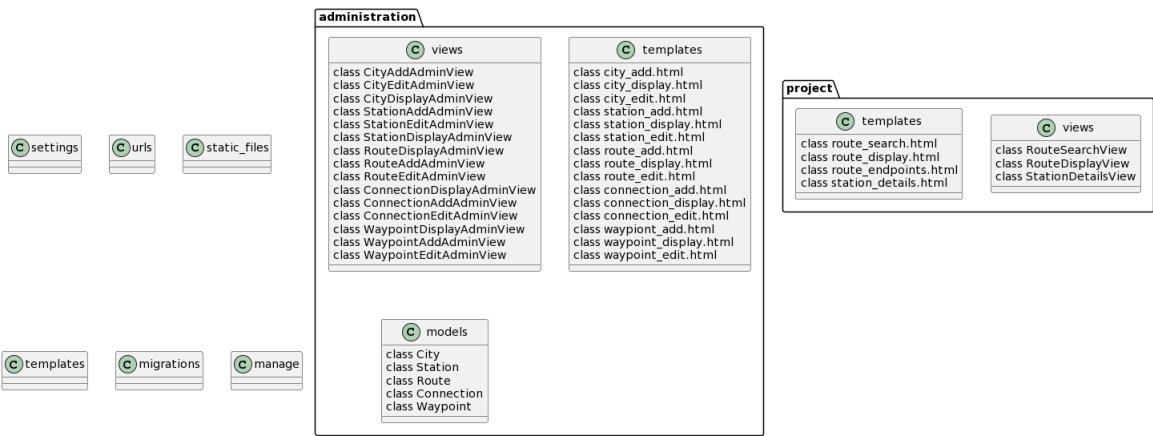 administration
C views
class CityAddAdminView
class CityEditAdminView
class CityDisplayAdminView
class StationAddAdminView
class StationEditAdminView
class StationDisplayAdminView
class RouteDisplayAdminView
class RouteAddAdminView
class RouteEditAdminView
class ConnectionDisplayAdminView
class ConnectionAddAdminView
class ConnectionEditAdminView
class WaypointDisplayAdminView
class WaypointAddAdminView
class WaypointEditAdminView
C templates
class city_add.html
class city_display.html
class city_edit.html
class station_add.html
class station_display.html
class station_edit.html
class route_add.html
class route_display.html
class route_edit.html
class connection_add.html
class connection_display.html
class connection_edit.html
class waypiont_add.html
class waypoint_display.html
class waypoint_edit.html
project
C templates
class route_search.html
class route_display.html
class route_endpoints.html
class station_details.html
C views
class RouteSearchView
class RouteDisplayView
class StationDetailsView
C settings
C urls
C static_files
C templates
C migrations
C manage
C models
class City
class Station
class Route
class Connection
class Waypoint